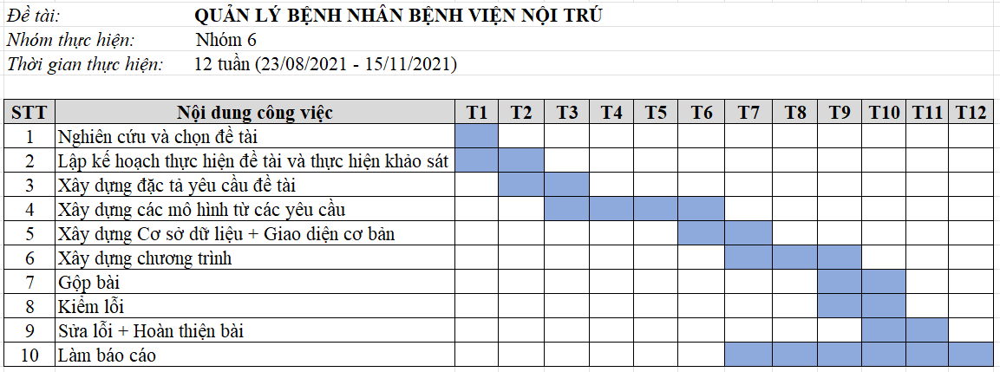 Đề tài: QUẢN LÝ BỆNH NHÂN BỆNH VIỆN NỘI TRÚ
Nhóm thực hiện: Nhóm 6
Thời gian thực hiện: 12 tuần (23/08/2021 - 15/11/2021)
STT Nội dung công việc T1 T2 T3 T4 T5 T6 T7 T8 T9 T10 T11 T12
1 Nghiên cứu và chọn đề tài
2 Lập kế hoạch thực hiện đề tài và thực hiện khảo sát
3 Xây dựng đặc tả yêu cầu đề tài
4 Xây dựng các mô hình từ các yêu cầu
5 Xây dựng Cơ sở dữ liệu + Giao diện cơ bản
6 Xây dựng chương trình
7 Gộp bài
8 Kiểm lỗi
9 Sửa lỗi + Hoàn thiện bài
10 Làm báo cáo